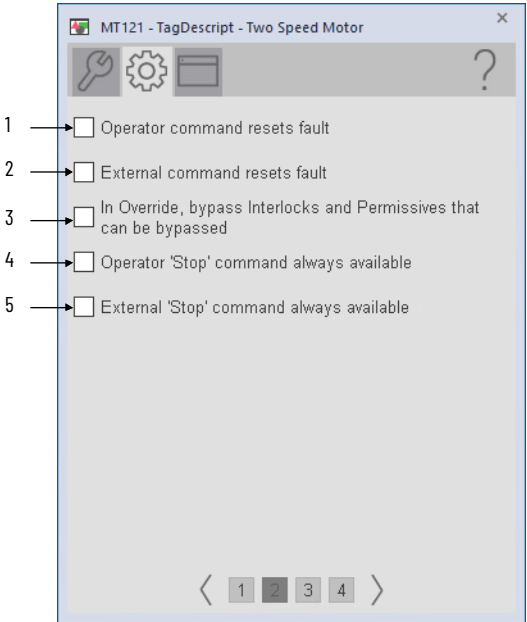 MT121 - TagDescript - Two Speed Motor
×
?
1
Operator command resets fault
2
External command resets fault
3
In Override, bypass Interlocks and Permissives that
can be bypassed
4
Operator 'Stop' command always available
5
External 'Stop' command always available
1 2 3 4